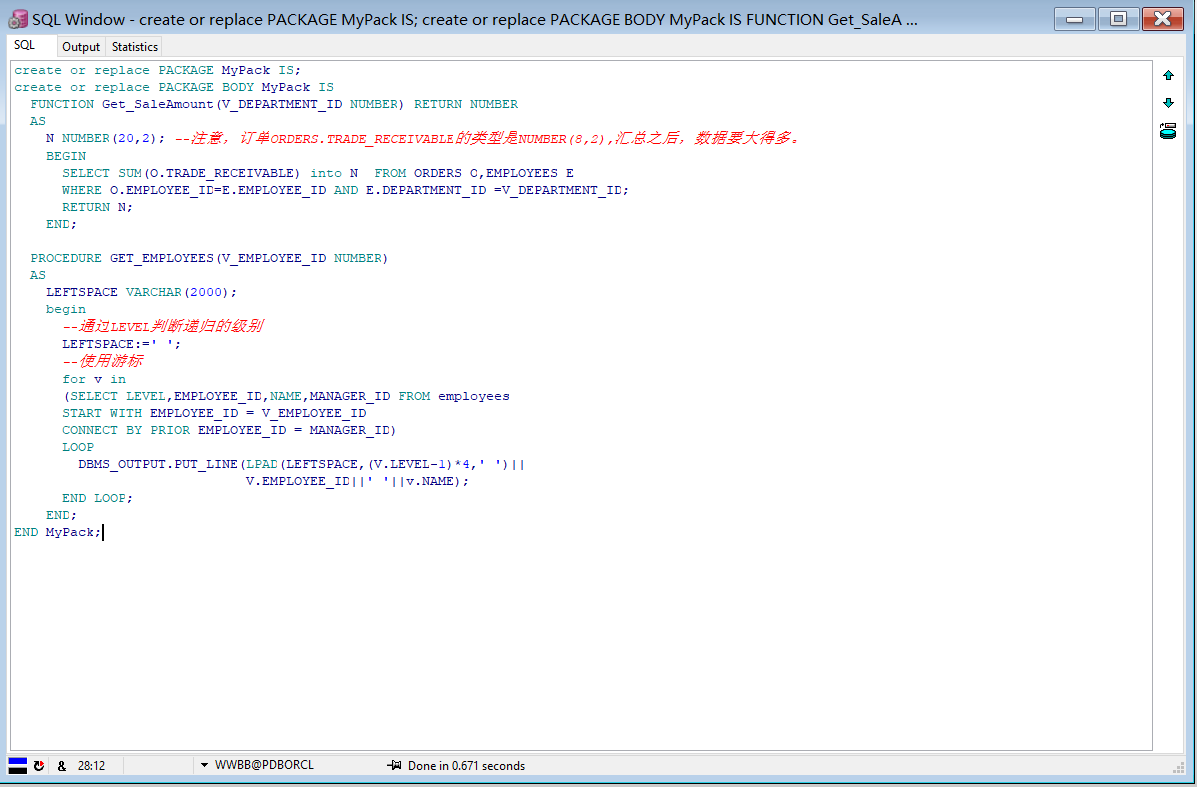 SQL Window - create or replace PACKAGE MyPack IS; create or replace PACKAGE BODY MyPack IS FUNCTION Get_SaleA ...
SQL Output Statistics
create or replace PACKAGE MyPack IS;
create or replace PACKAGE BODY MyPack IS
FUNCTION Get_SaleAmount(V_DEPARTMENT_ID NUMBER) RETURN NUMBER
AS
N NUMBER(20,2); --注意，订单ORDERS.TRADE_RECEIVABLE的类型是NUMBER(8,2),汇总之后，数据要大得多。
BEGIN
SELECT SUM(O.TRADE_RECEIVABLE) into N  FROM ORDERS O,EMPLOYEES E
WHERE O.EMPLOYEE_ID=E.EMPLOYEE_ID AND E.DEPARTMENT_ID =V_DEPARTMENT_ID;
RETURN N;
END;
PROCEDURE GET_EMPLOYEES(V_EMPLOYEE_ID NUMBER)
AS
LEFTSPACE VARCHAR(2000);
begin
--通过LEVEL判断递归的级别
LEFTSPACE:=' ';
--使用游标
for v in
(SELECT LEVEL,EMPLOYEE_ID,NAME,MANAGER_ID FROM employees
START WITH EMPLOYEE_ID = V_EMPLOYEE_ID
CONNECT BY PRIOR EMPLOYEE_ID = MANAGER_ID)
LOOP
DBMS_OUTPUT.PUT_LINE(LPAD(LEFTSPACE,(V.LEVEL-1)*4,' ')||
V.EMPLOYEE_ID||' '||v.NAME);
END LOOP;
END;
END MyPack;
& 28:12 WWBB@PDBORCL Done in 0.671 seconds